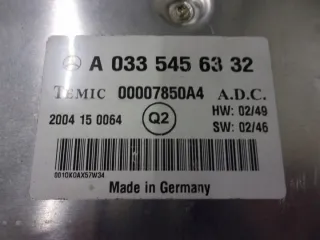 A 033 545 63 32
TEMIC 00007850A4 A.D.C.
2004 15 0064 Q2 HW: 02/49
SW: 02/46
0010K0AX57W34
Made in Germany